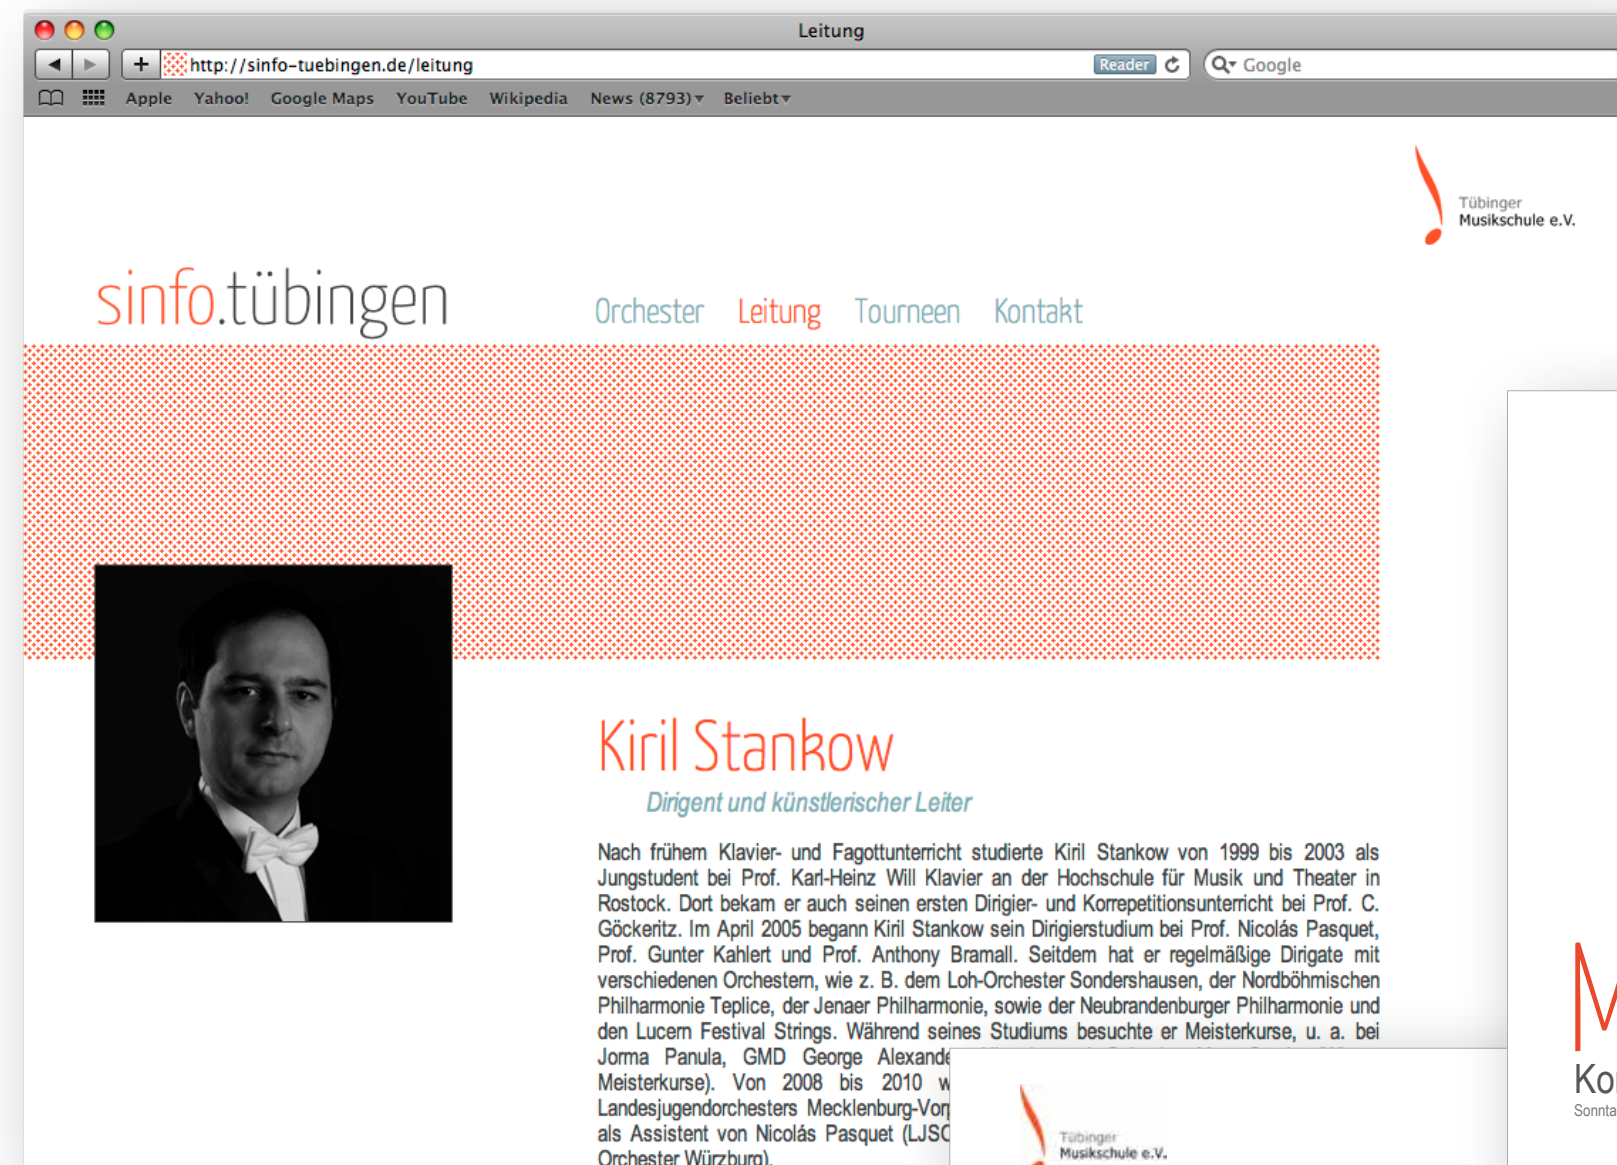 Leitung
http://sinfo-tuebingen.de/leitung
Reader
Google
Apple Yahoo! Google Maps YouTube Wikipedia News (8793) Beliebt
Tübinger
Musikschule e.V.
sinfo.tübingen
Orchester Leitung Tourneen Kontakt
Kiril Stankow
Dirigent und künstlerischer Leiter
Nach frühem Klavier- und Fagottunterricht studierte Kiril Stankow von 1999 bis 2003 als
Jungstudent bei Prof. Karl-Heinz Will Klavier an der Hochschule für Musik und Theater in
Rostock. Dort bekam er auch seinen ersten Dirigier- und Korrepetitionsunterricht bei Prof. C.
Göckeritz. Im April 2005 begann Kiril Stankow sein Dirigierstudium bei Prof. Nicolás Pasquet,
Prof. Gunter Kahlert und Prof. Anthony Bramall. Seitdem hat er regelmäßige Dirigate mit
verschiedenen Orchestern, wie z. B. dem Loh-Orchester Sondershausen, der Nordböhmischen
Philharmonie Teplice, der Jenaer Philharmonie, sowie der Neubrandenburger Philharmonie und
den Lucern Festival Strings. Während seines Studiums besuchte er Meisterkurse, u. a. bei
Jorma Panula, GMD George Alexande
Meisterkurse). Von 2008 bis 2010 w
Landesjugendorchesters Mecklenburg-Vorp
als Assistent von Nicolás Pasquet (LJSO
Orchester Würzburg).
Tübinger
Musikschule e.V.
M
Kon
Sonnta